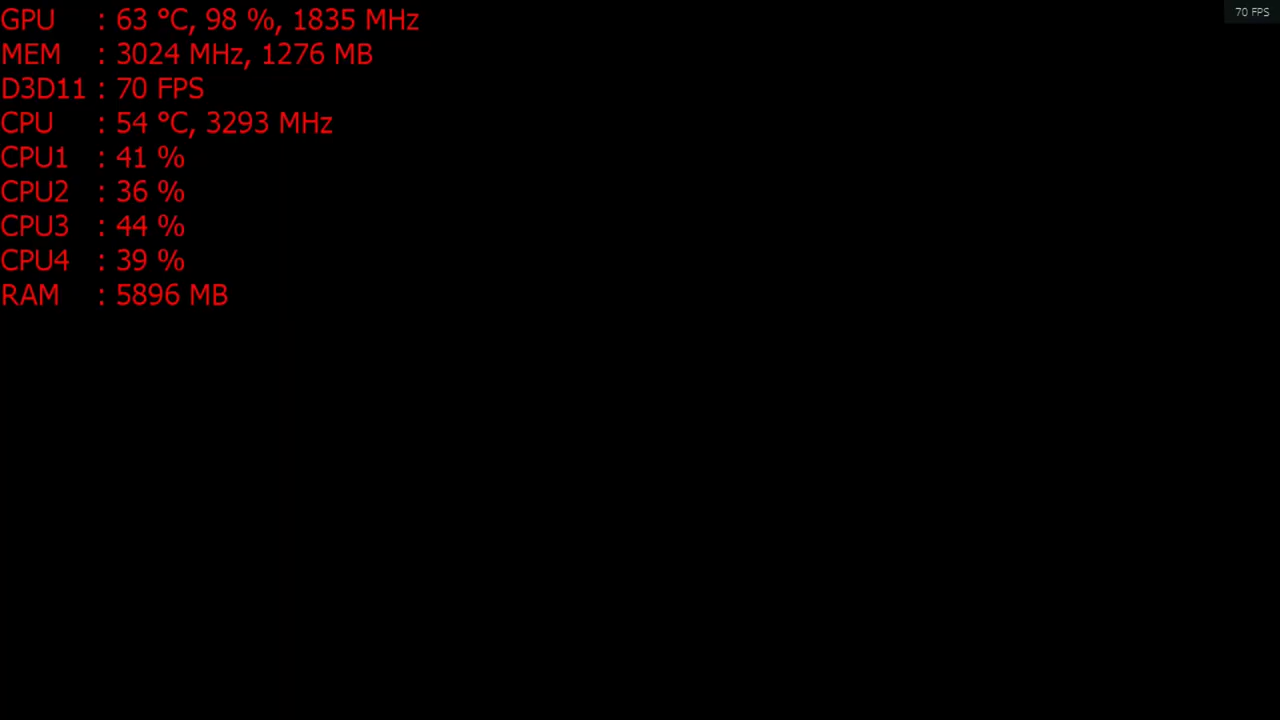 GPU : 63 °C, 98 %, 1835 MHz
70 FPS
MEM : 3024 MHz, 1276 MB
D3D11 : 70 FPS
CPU : 54 °C, 3293 MHz
CPU1 : 41 %
CPU2 : 36 %
CPU3 : 44 %
CPU4 : 39 %
RAM : 5896 MB